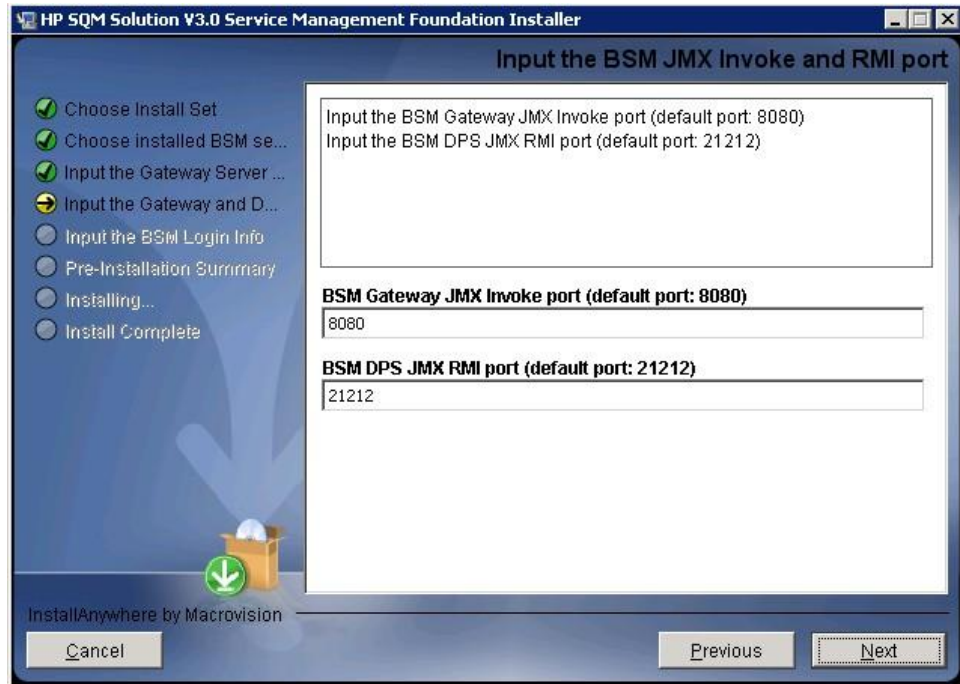 HP SQM Solution V3.0 Service Management Foundation Installer
Input the BSM JMX Invoke and RMI port
Choose Install Set
Choose installed BSM se...
Input the Gateway Server ...
Input the Gateway and D...
Input the BSM Login Info
Pre-Installation Summary
Installing...
Install Complete
Input the BSM Gateway JMX Invoke port (default port: 8080)
Input the BSM DPS JMX RMI port (default port: 21212)
BSM Gateway JMX Invoke port (default port: 8080)
8080
BSM DPS JMX RMI port (default port: 21212)
21212
InstallAnywhere by Macrovision
Cancel
Previous
Next